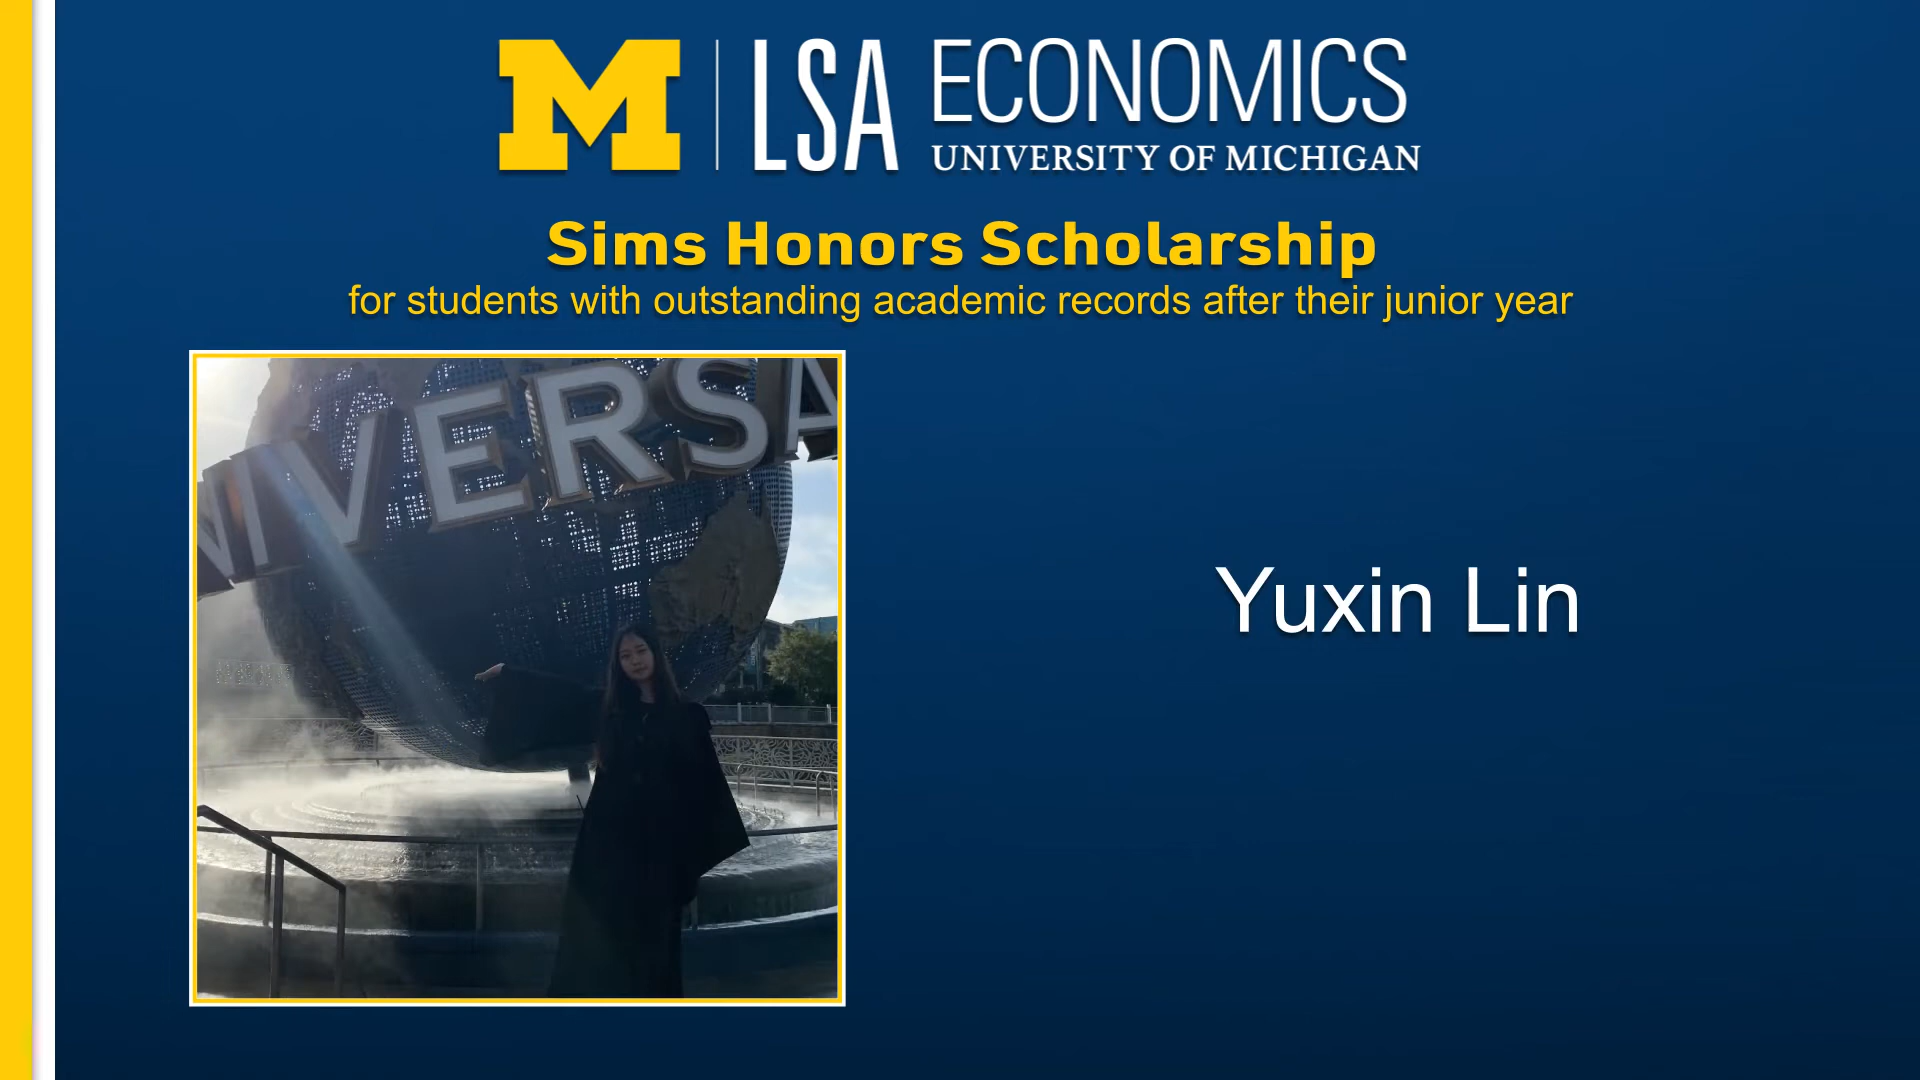 M LSA ECONOMICS
UNIVERSITY OF MICHIGAN
Sims Honors Scholarship
for students with outstanding academic records after their junior year
NIVERSA
Yuxin Lin